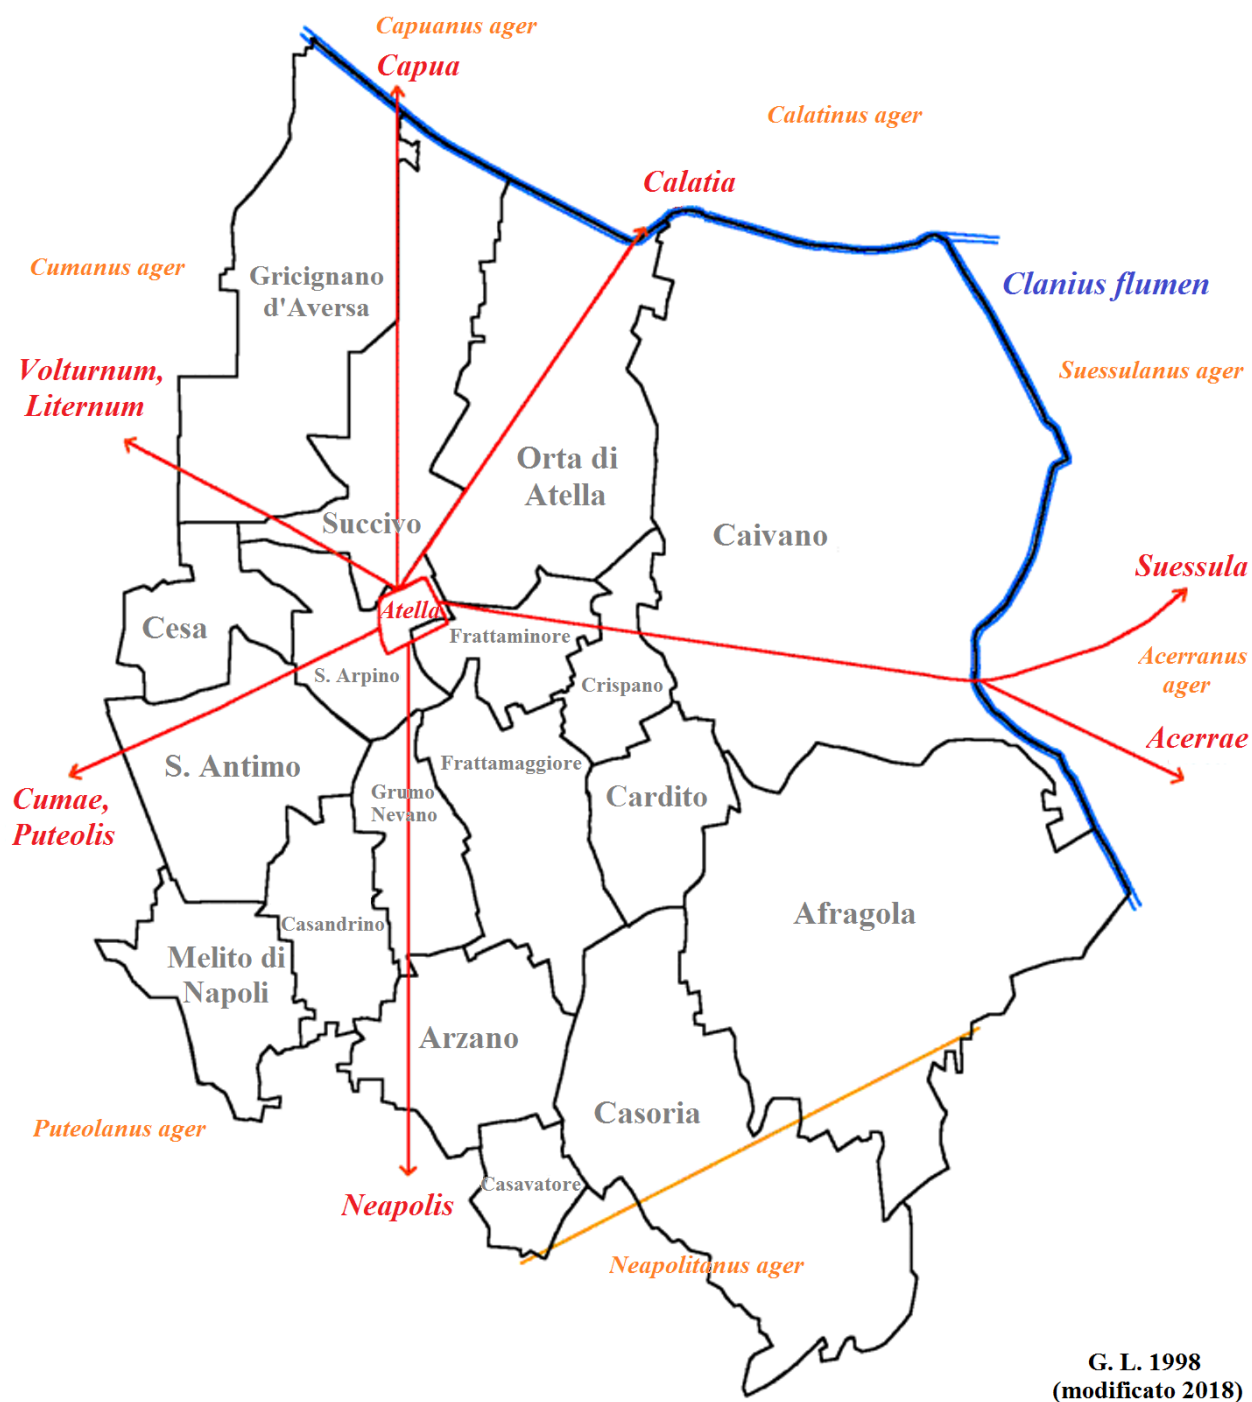 Capuanus ager
Capua
Calatinus ager
Calatia
Cumanus ager
Gricignano
d'Aversa
Clanius flumen
Volturnum,
Liternum
Suessulanus ager
Orta di
Atella
Succivo
Caivano
Suessula
Atella
Cesa
Frattaminore
S. Arpino
Crispano
Acerranus
ager
Acerrae
S. Antimo
Frattamaggiore
Cardito
Grumo
Nevano
Cumae,
Puteolis
Casandrino
Afragola
Melito di
Napoli
Arzano
Casoria
Puteolanus ager
Casavatore
Neapolis
Neapolitanus ager
G. L. 1998
(modificato 2018)